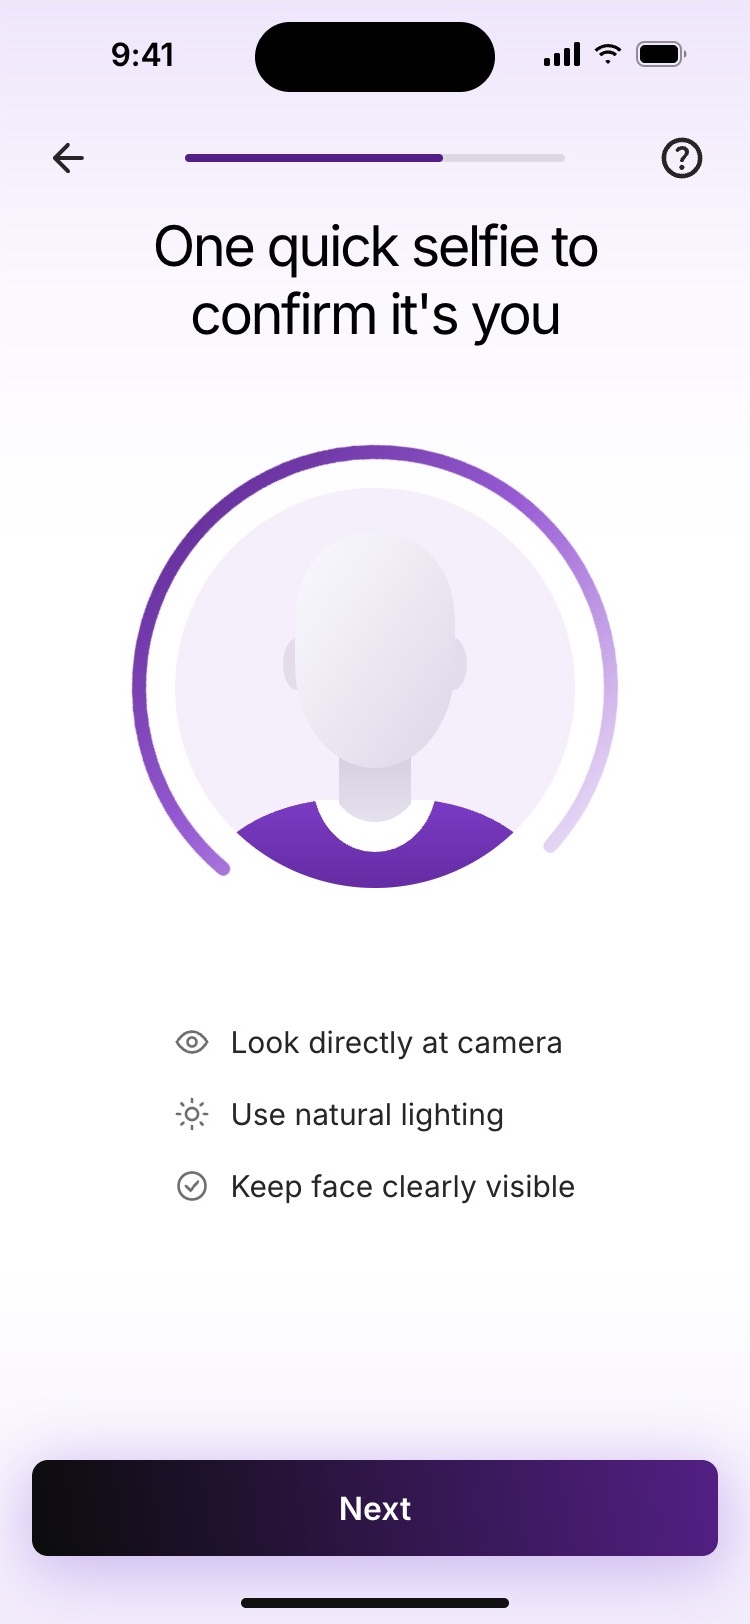 9:41
One quick selfie to
confirm it's you
Look directly at camera
Use natural lighting
Keep face clearly visible
Next